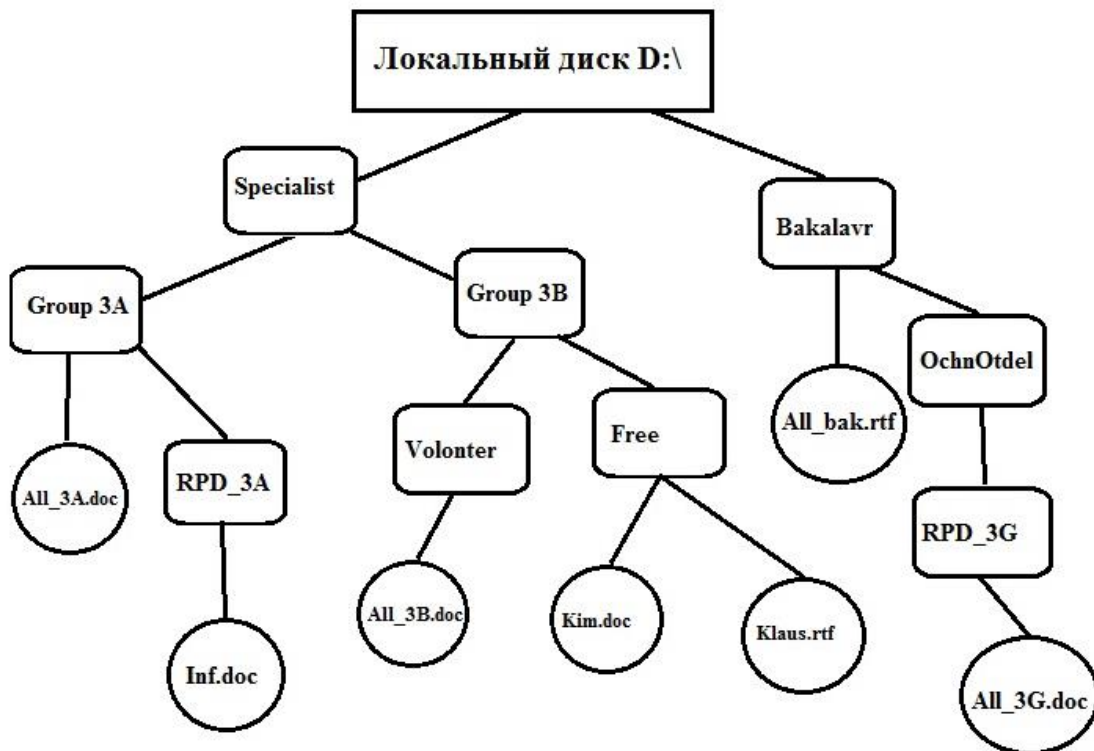 Локальный диск D:\
Specialist
Bakalavr
Group 3A
Group 3B
OchnOtdel
All_bak.rtf
Volonter
Free
RPD_3A
All_3A.doc
RPD_3G
All_3B.doc
Kim.doc
Klaus.rtf
Inf.doc
All_3G.doc